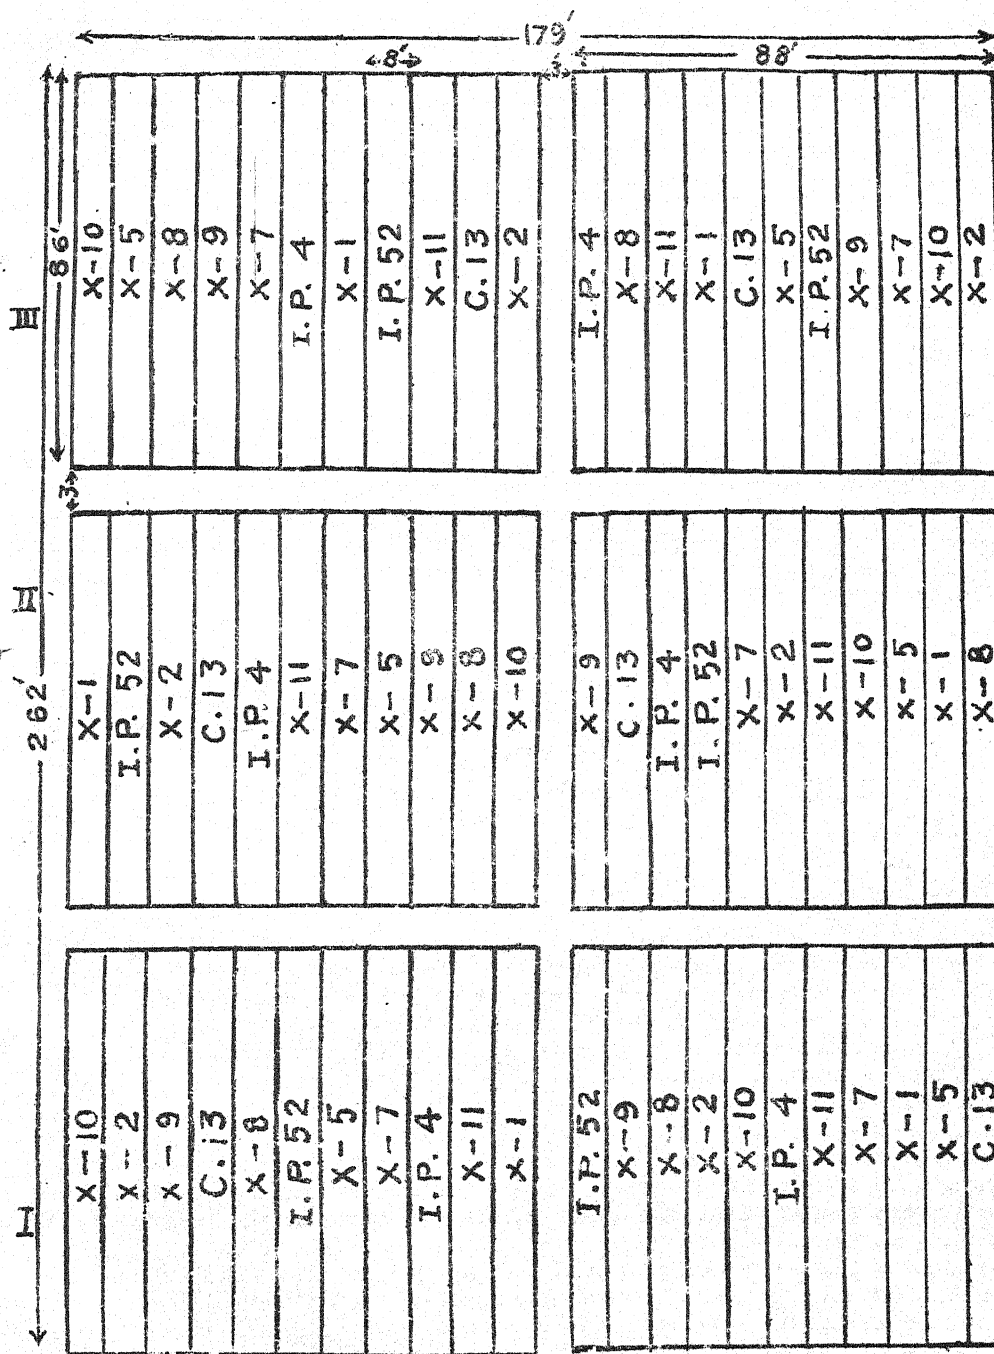 179'
8'
3'
88'
III
86'
X-10
X-5
X-8
X-9
X-7
I.P. 4
X-1
I.P. 52
X-11
C.13
X-2
I.P. 4
X-8
X-11
X-1
C.13
X-5
I.P. 52
X-9
X-7
X-10
X-2
3'
II
262'
X-1
I.P. 52
X-2
C.13
I.P. 4
X-11
X-7
X-5
X-9
X-8
X-10
X-9
C.13
I.P. 4
I.P. 52
X-7
X-2
X-11
X-10
X-5
X-1
X-8
I
X-10
X-2
X-9
C.13
X-8
I.P. 52
X-5
X-7
I.P. 4
X-11
X-1
I.P. 52
X-9
X-8
X-2
X-10
I.P. 4
X-11
X-7
X-1
X-5
C.13